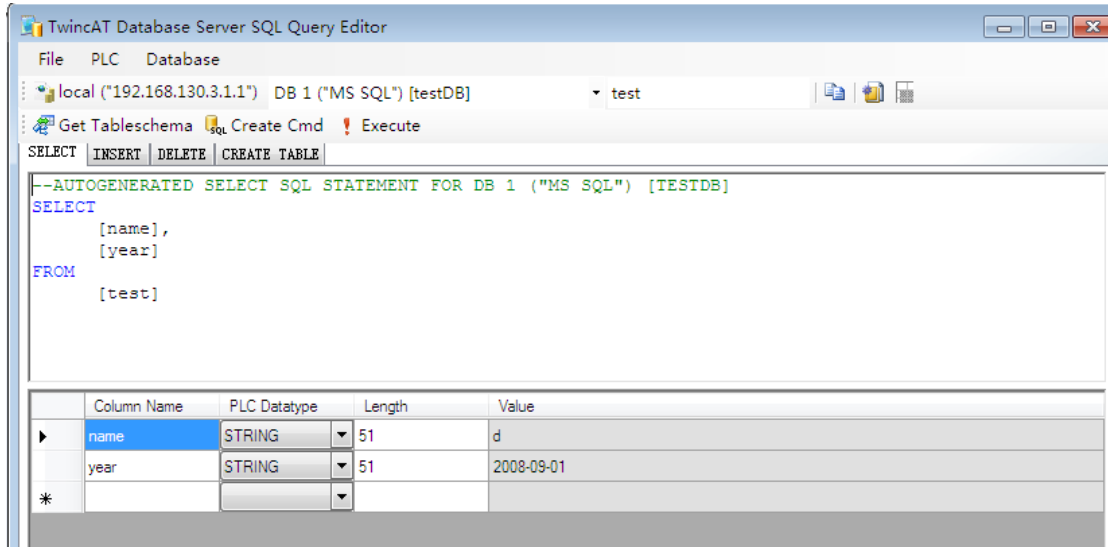 TwincAT Database Server SQL Query Editor
File PLC Database
local ("192.168.130.3.1.1") DB 1 ("MS SQL") [testDB] test
Get Tableschema SQL Create Cmd Execute
SELECT INSERT DELETE CREATE TABLE
--AUTOGENERATED SELECT SQL STATEMENT FOR DB 1 ("MS SQL") [TESTDB]
SELECT
[name],
[year]
FROM
[test]
Column Name PLC Datatype Length Value
name STRING 51 d
year STRING 51 2008-09-01